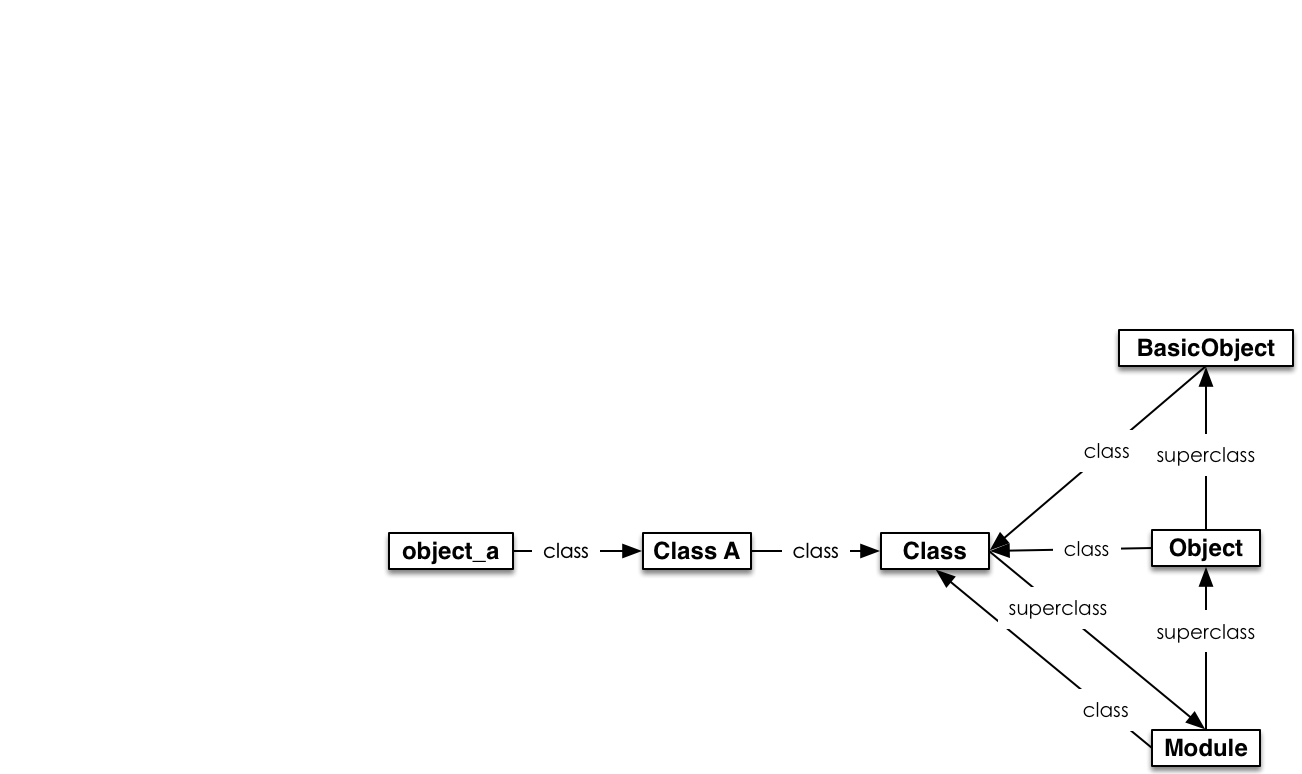 BasicObject
class
superclass
object_a
class
Class A
class
Class
class
Object
superclass
superclass
class
Module